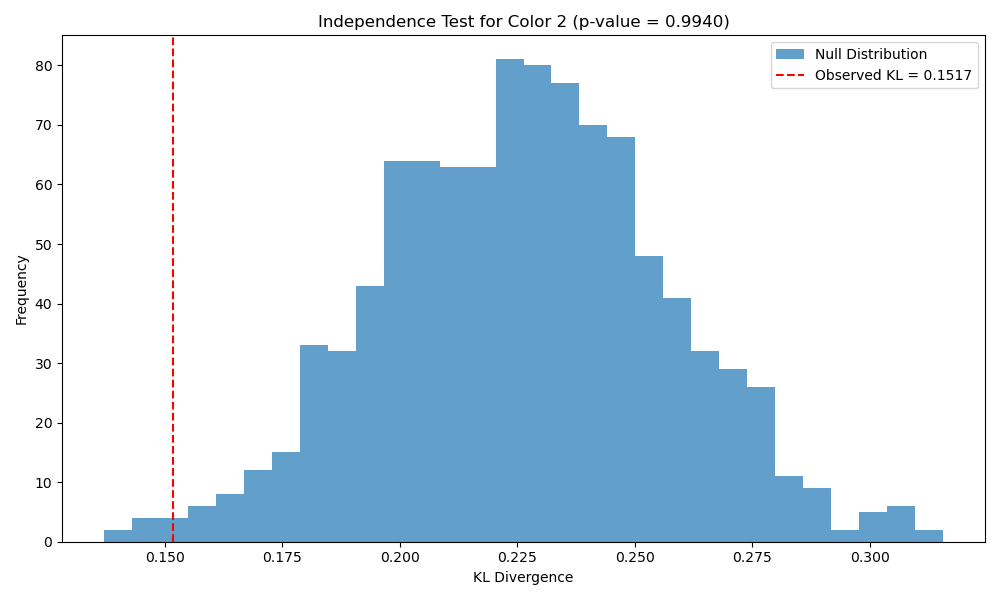 Independence Test for Color 2 (p-value = 0.9940)
Null Distribution
Observed KL = 0.1517
Frequency
80
70
60
50
40
30
20
10
0
0.150 0.175 0.200 0.225 0.250 0.275 0.300
KL Divergence